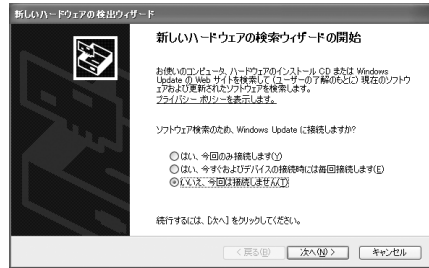 新しいハードウェアの検出ウィザード
新しいハードウェアの検索ウィザードの開始
お使いのコンピュータ、ハードウェアのインストール CD または Windows
Update の Web サイトを検索して (ユーザーの了解のもとに) 現在のソフトウ
ェアおよび更新されたソフトウェアを検索します。
プライバシー ポリシーを表示します。
ソフトウェア検索のため、Windows Update に接続しますか?
はい、今回のみ接続します(Y)
はい、今すぐおよびデバイスの接続時には毎回接続します(E)
いいえ、今回は接続しません(T)
続行するには、[次へ] をクリックしてください。
< 戻る(B) 次へ(N) > キャンセル